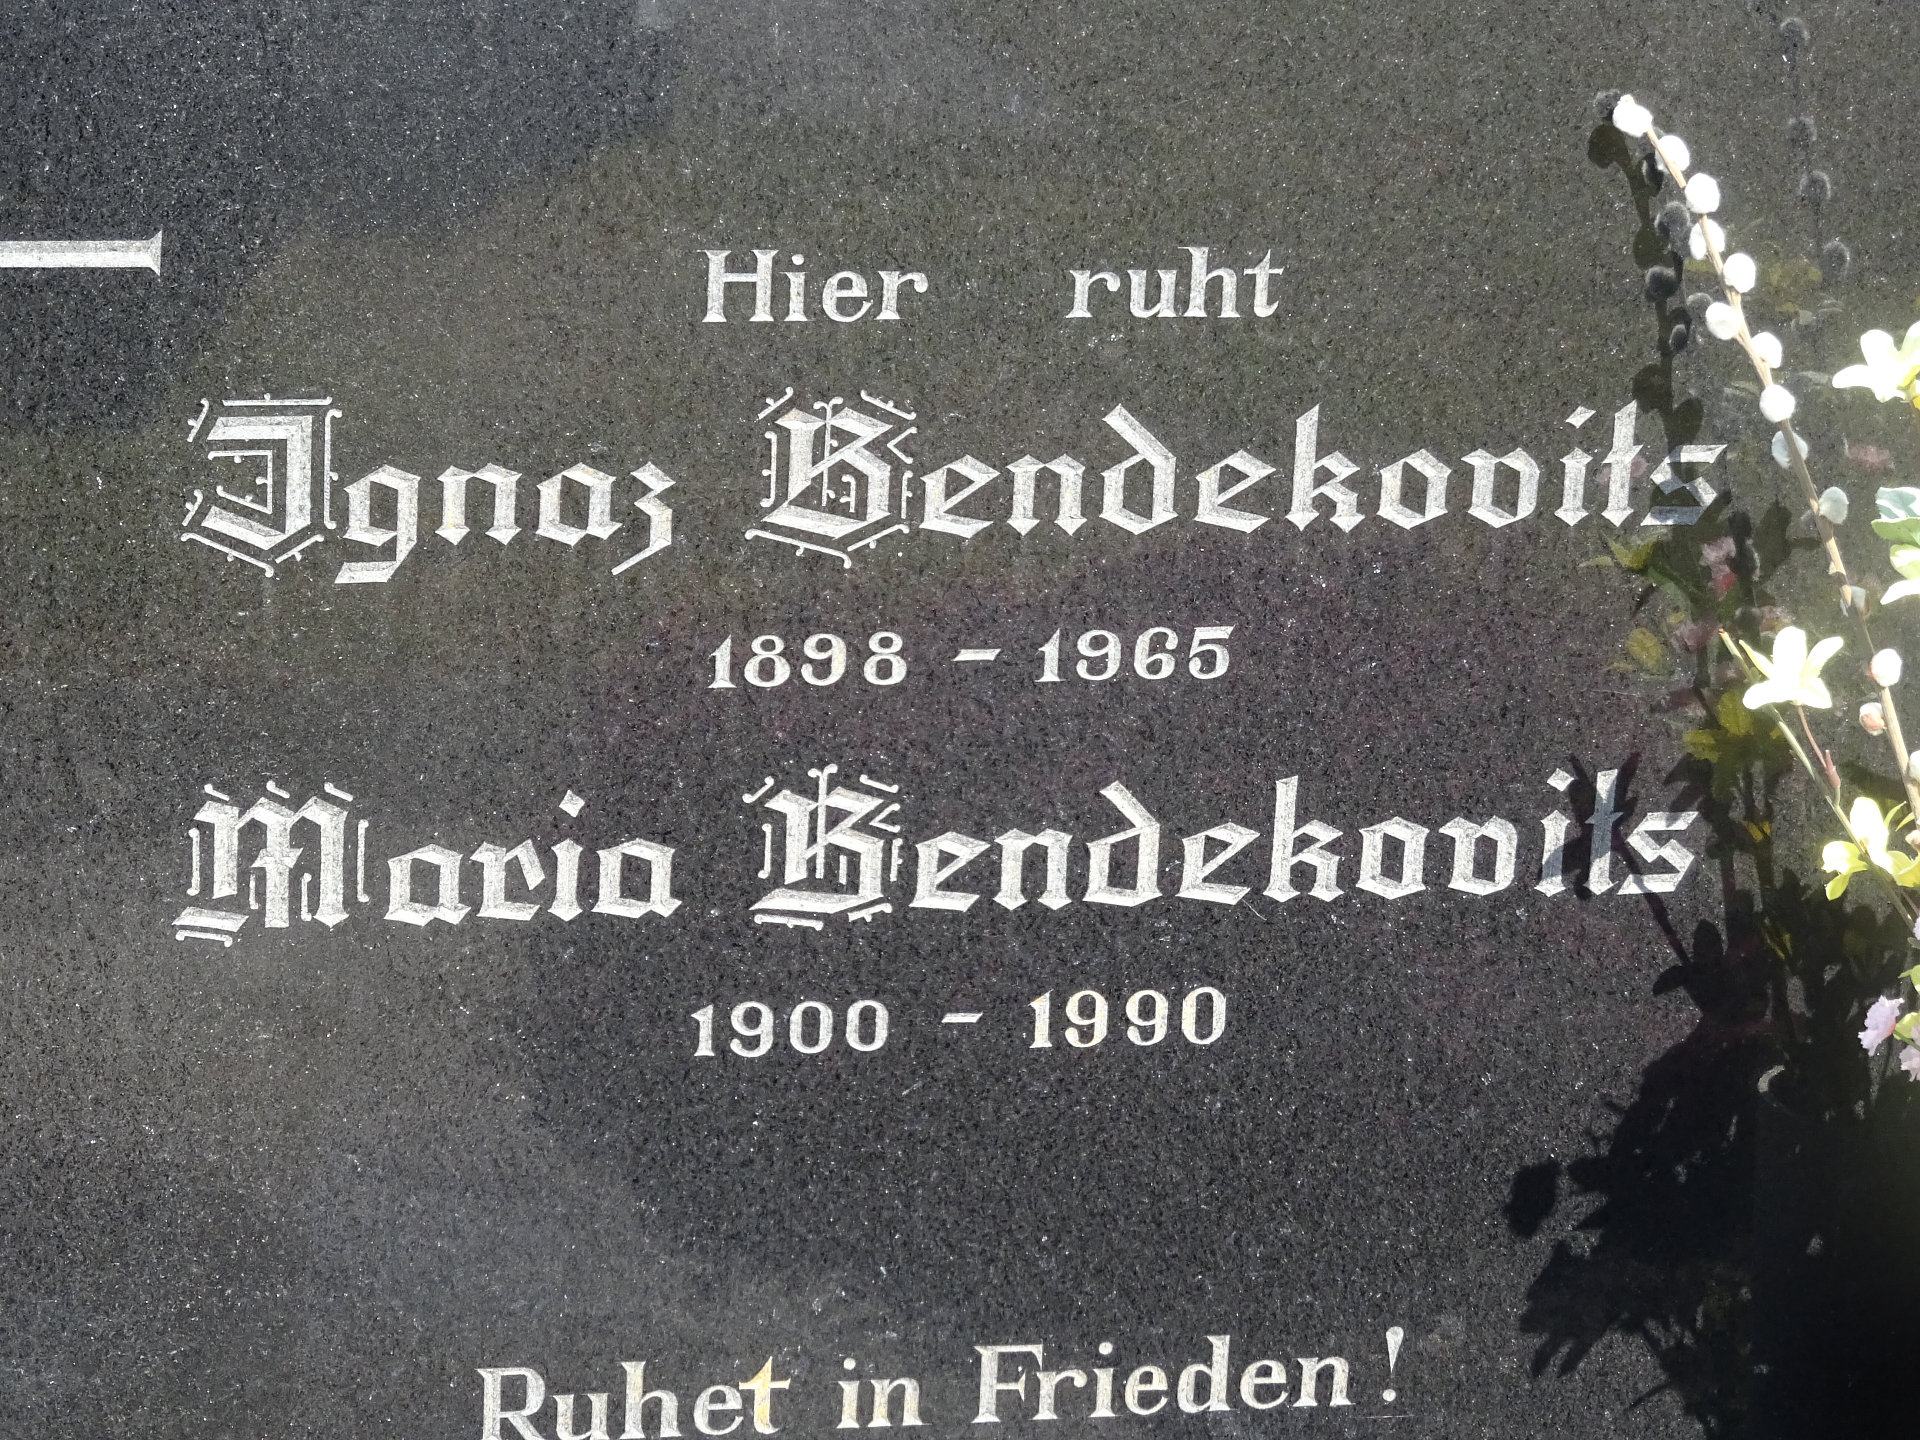 Hier ruht
Ignaz Bendekovits
1898 - 1965
Maria Bendekovits
1900 - 1990
Ruhet in Frieden!